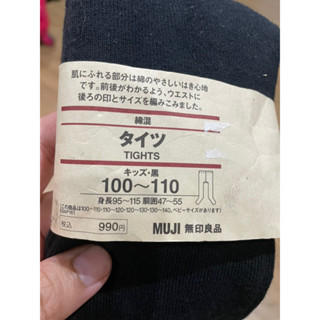 肌にふれる部分は綿のやさしいはき心地
です。前後がわかるよう、ウエストに
後ろの印とサイズを編みこみました。
綿混
タイツ
TIGHTS
キッズ・黒
100〜110
身長95〜115 胴囲47〜55
税込 990円
MUJI 無印良品